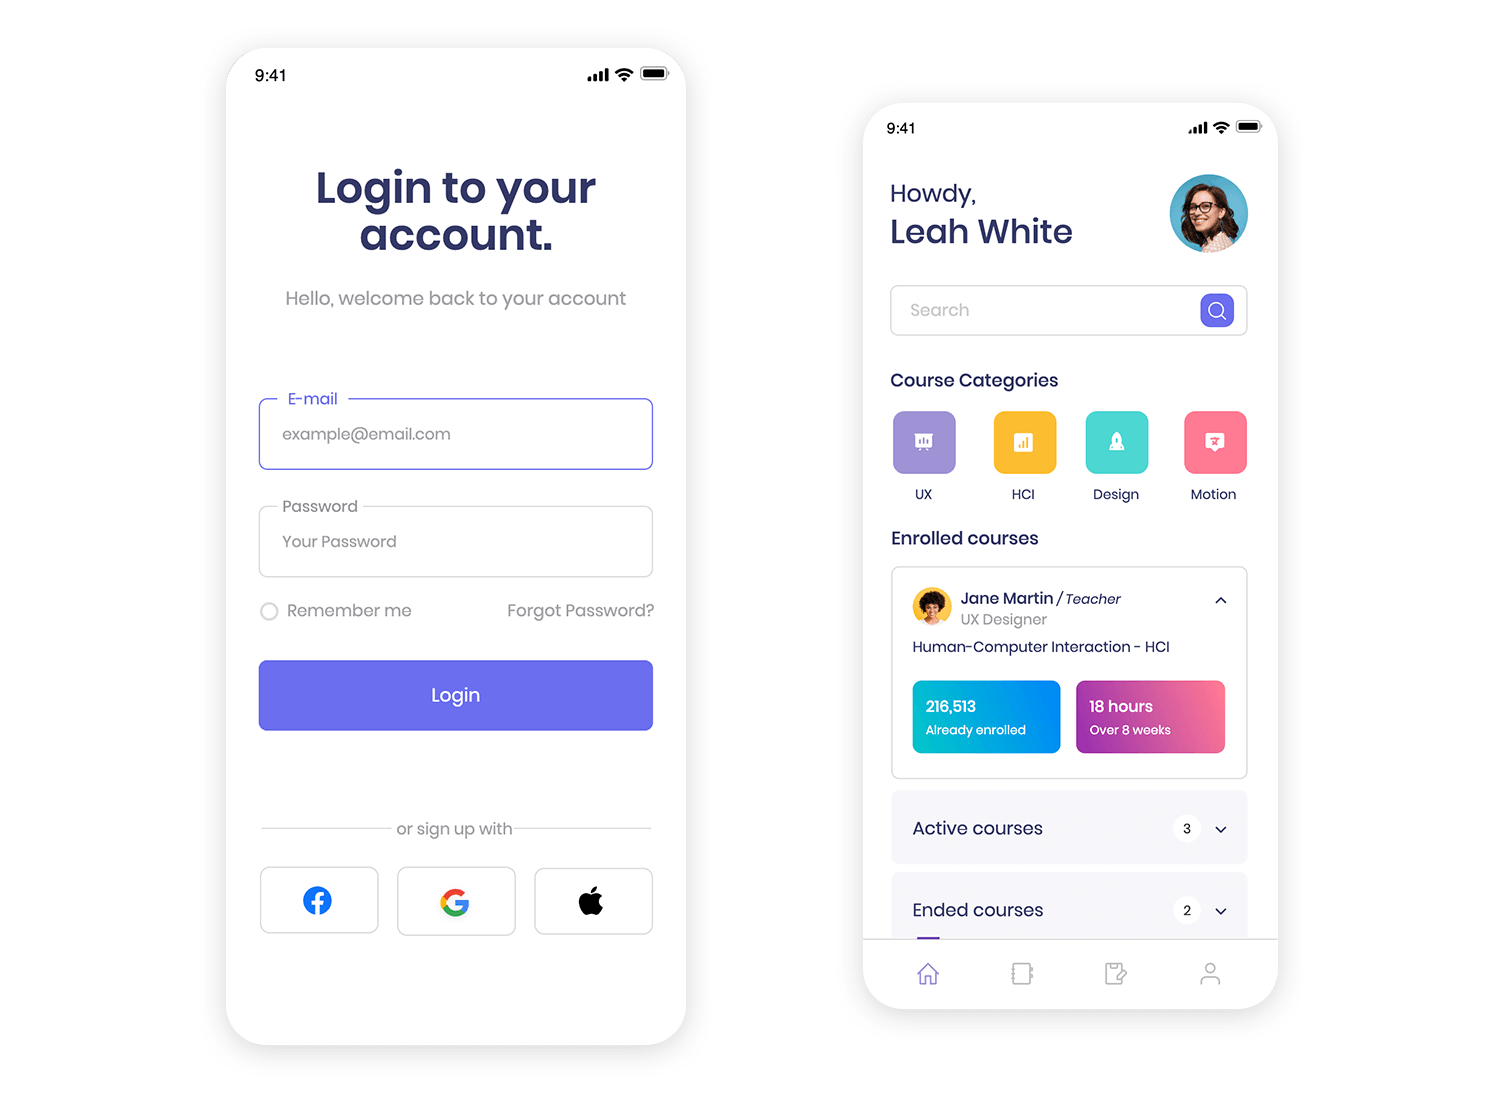 9:41
Login to your
account.
Hello, welcome back to your account
E-mail
example@email.com
Password
Your Password
Remember me
Forgot Password?
Login
or sign up with
9:41
Howdy,
Leah White
Search
Course Categories
UX
HCI
Design
Motion
Enrolled courses
Jane Martin / Teacher
UX Designer
Human-Computer Interaction - HCI
216,513
Already enrolled
18 hours
Over 8 weeks
Active courses
3
Ended courses
2